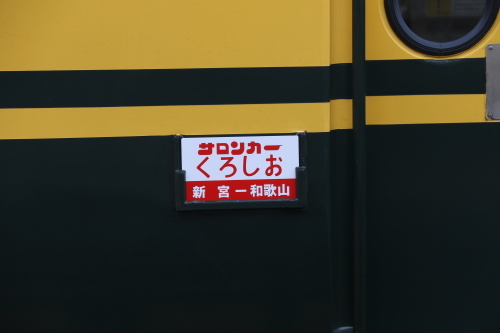 サロンカー
くろしお
新宮ー和歌山